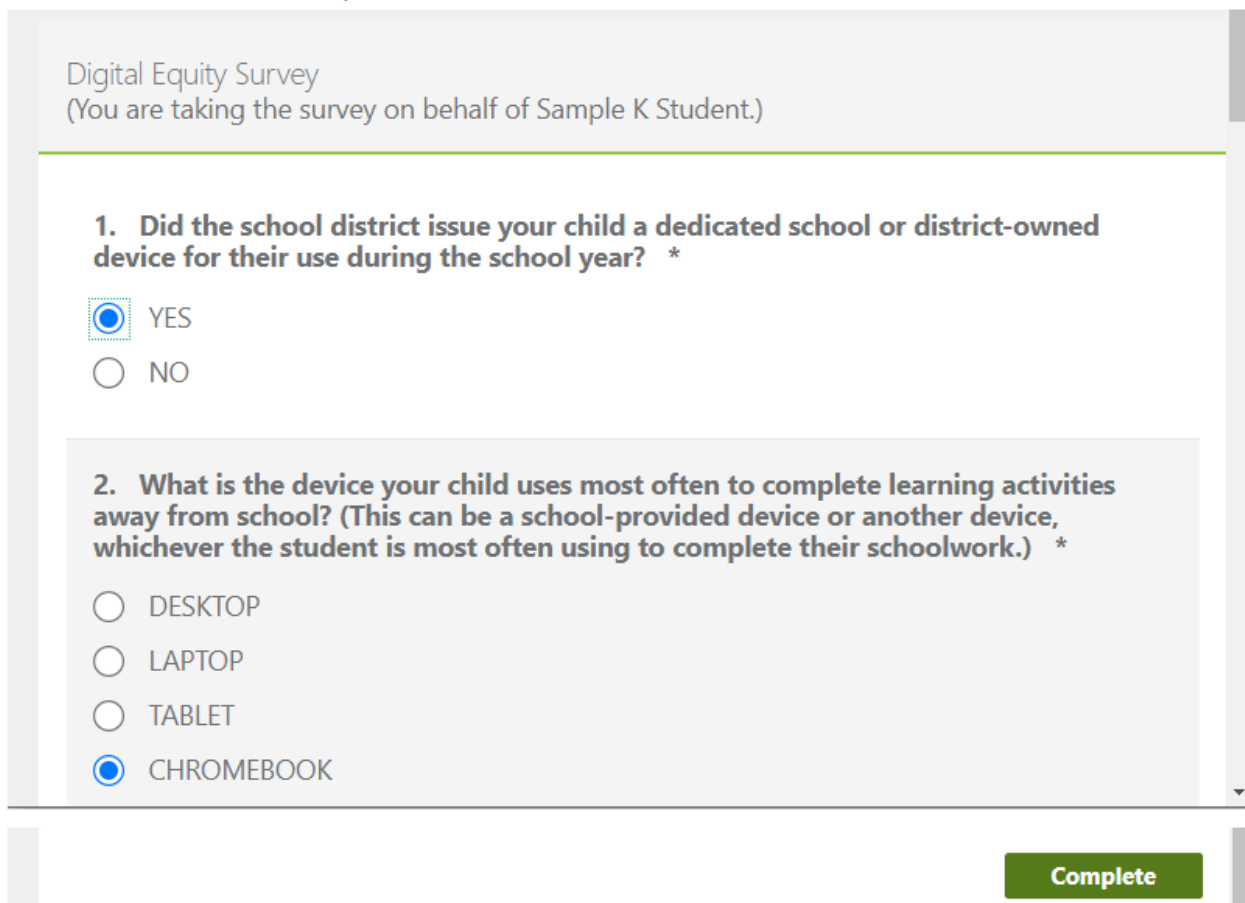 Digital Equity Survey
(You are taking the survey on behalf of Sample K Student.)
1. Did the school district issue your child a dedicated school or district-owned
device for their use during the school year? *
YES
NO
2. What is the device your child uses most often to complete learning activities
away from school? (This can be a school-provided device or another device,
whichever the student is most often using to complete their schoolwork.) *
DESKTOP
LAPTOP
TABLET
CHROMEBOOK
Complete